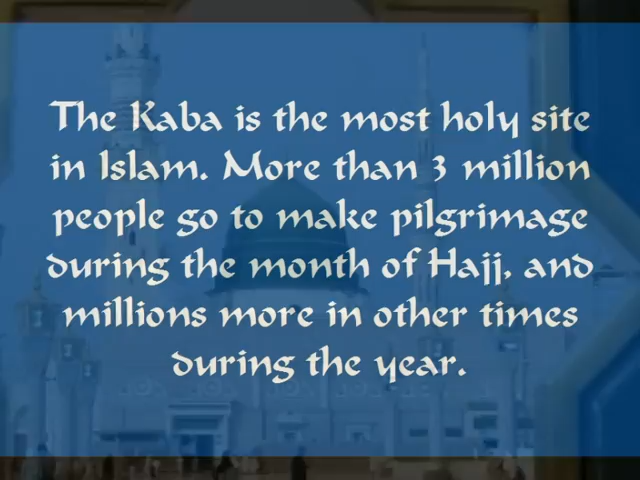 The Kaba is the most holy site
in Islam. More than 3 million
people go to make pilgrimage
during the month of Hajj, and
millions more in other times
during the year.